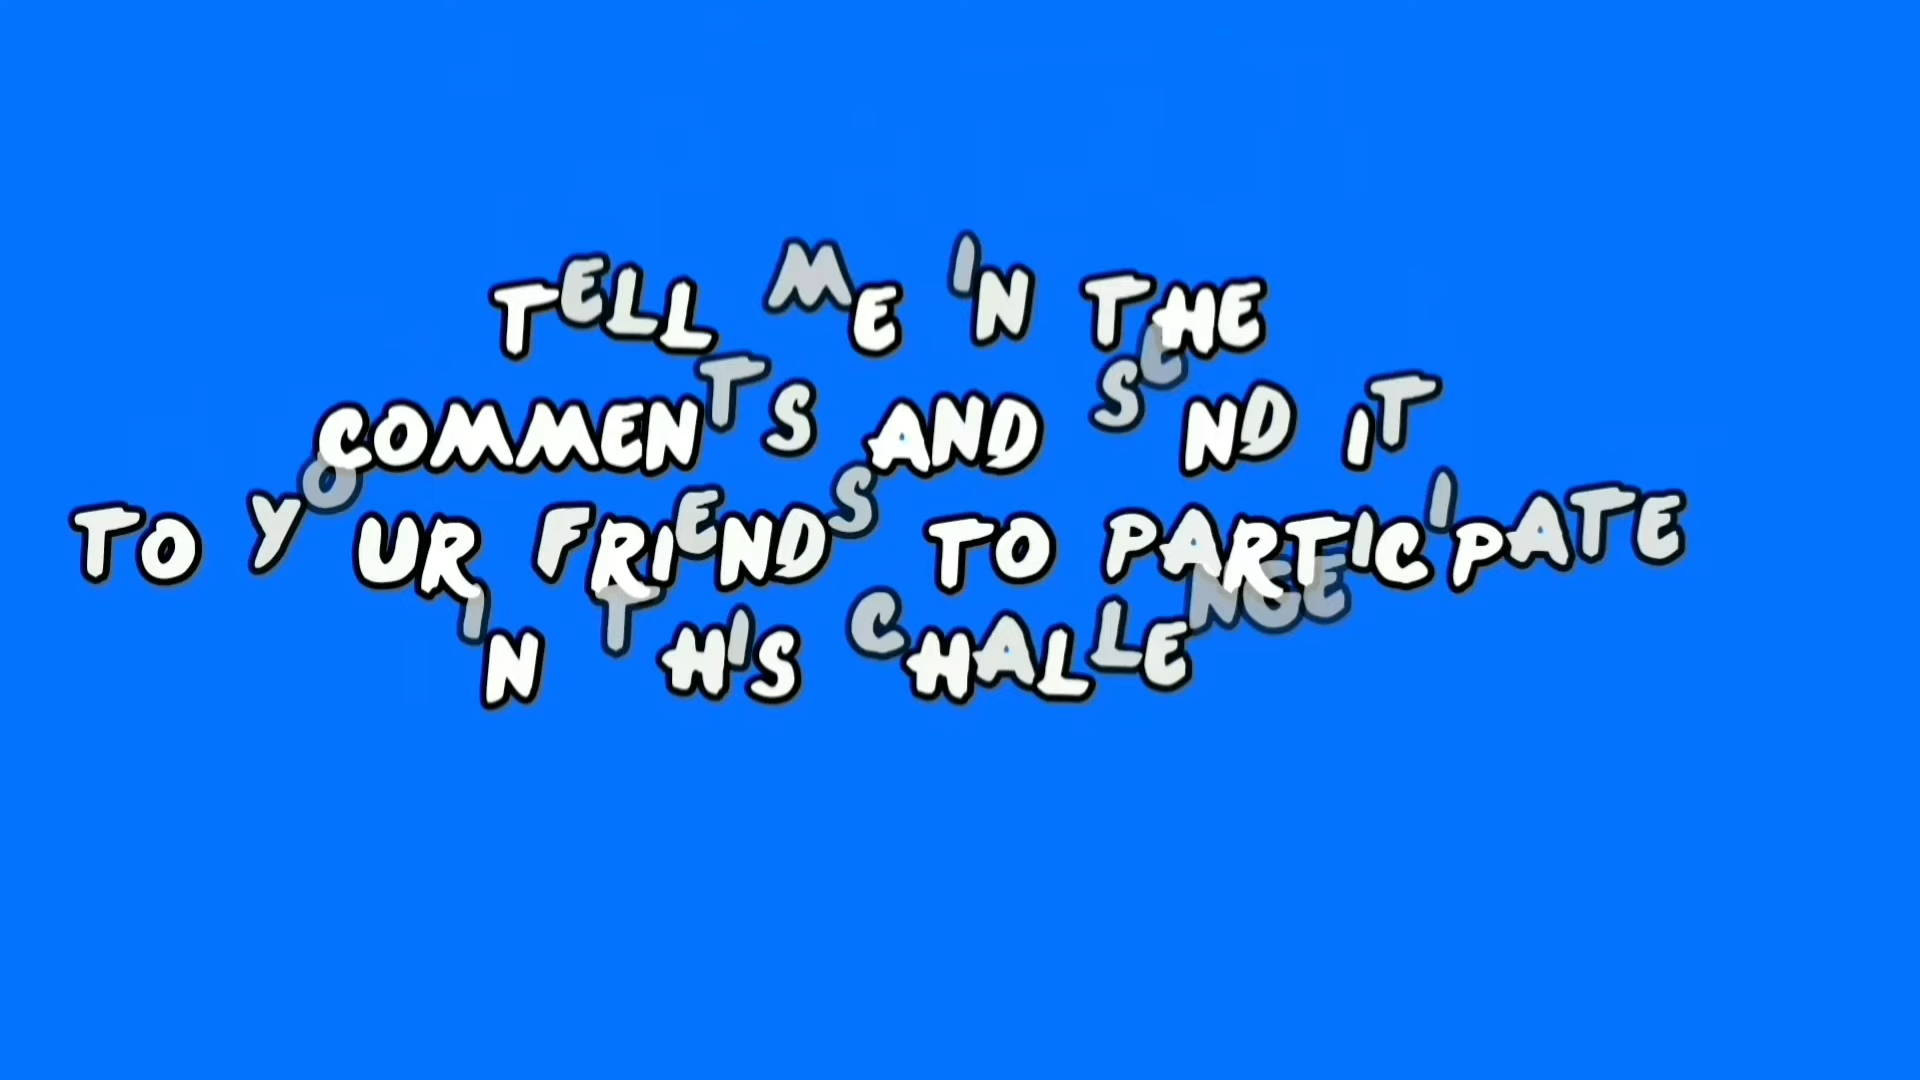 TELL ME IN THE
COMMENTS AND SEND IT
TO YOUR FRIENDS TO PARTICIPATE
IN THIS CHALLENGE